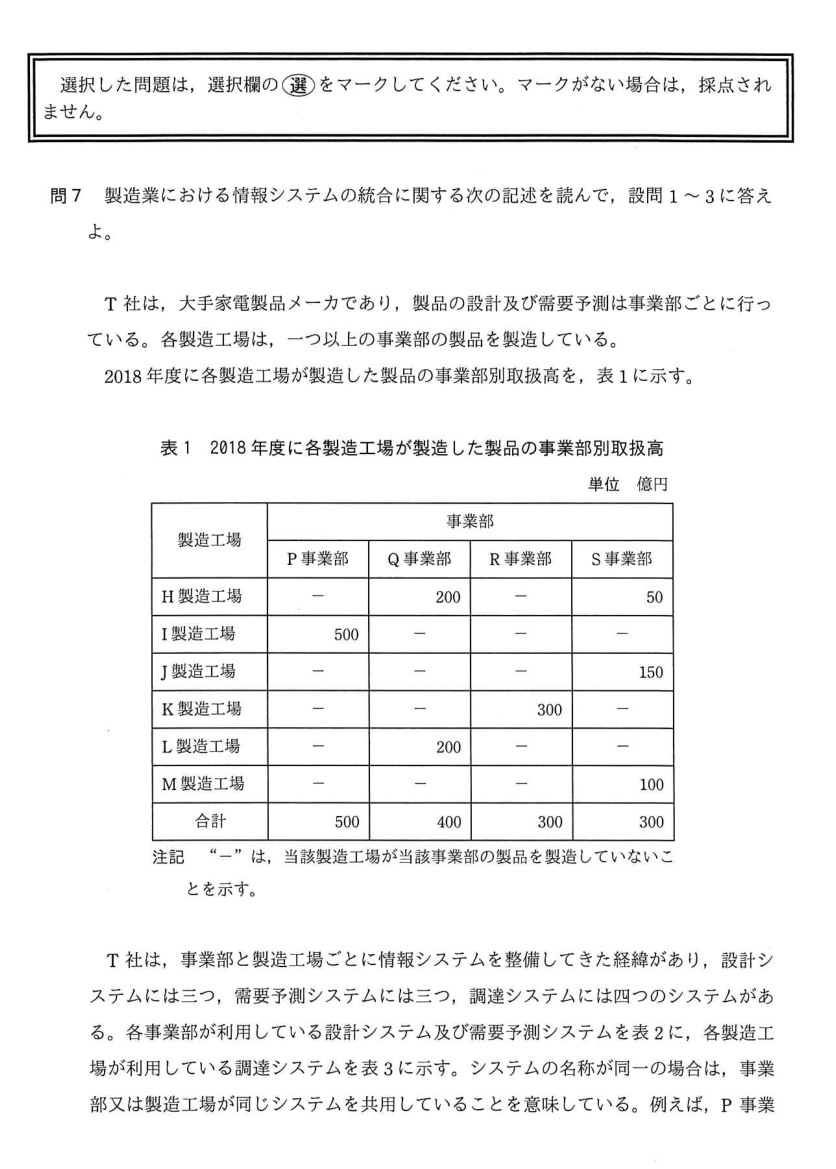 選択した問題は，選択欄の㊥をマークしてください。マークがない場合は，採点され
ません。
問７　製造業における情報システムの統合に関する次の記述を読んで，設問 1 ～ 3 に答え
よ。
T 社は，大手家電製品メーカであり，製品の設計及び需要予測は事業部ごとに行っ
ている。各製造工場は，一つ以上の事業部の製品を製造している。
2018 年度に各製造工場が製造した製品の事業部別取扱高を，表 1 に示す。
表 1　2018 年度に各製造工場が製造した製品の事業部別取扱高
単位　億円
製造工場　事業部
P 事業部　Q 事業部　R 事業部　S 事業部
H 製造工場　－　200　－　50
I 製造工場　500　－　－　－
J 製造工場　－　－　－　150
K 製造工場　－　－　300　－
L 製造工場　－　200　－　－
M 製造工場　－　－　－　100
合計　500　400　300　300
注記　“－”は，当該製造工場が当該事業部の製品を製造していないこ
とを示す。
T 社は，事業部と製造工場ごとに情報システムを整備してきた経緯があり，設計シ
ステムには三つ，需要予測システムには三つ，調達システムには四つのシステムがあ
る。各事業部が利用している設計システム及び需要予測システムを表 2 に，各製造工
場が利用している調達システムを表 3 に示す。システムの名称が同一の場合は，事業
部又は製造工場が同じシステムを共用していることを意味している。例えば，P 事業